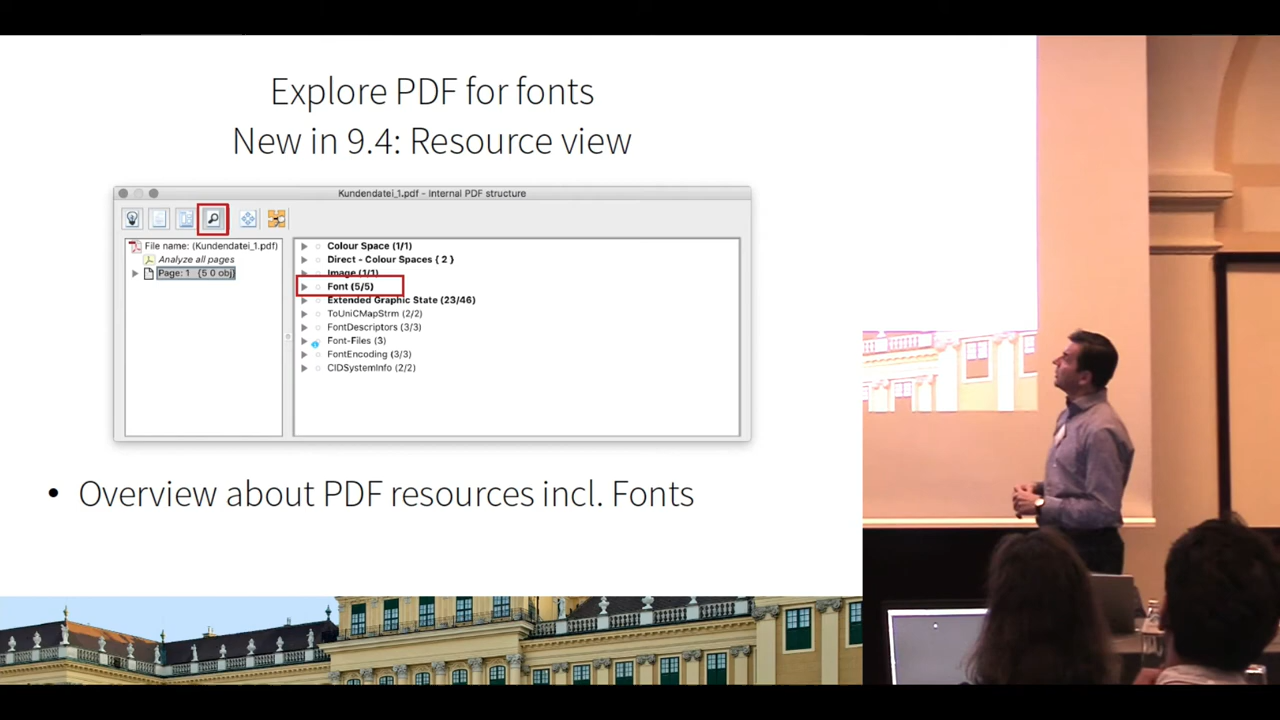 Explore PDF for fonts
New in 9.4: Resource view
Kundendatei_1.pdf - Internal PDF structure
File name: (Kundendatei_1.pdf)
Analyze all pages
Page: 1 {5 0 obj}
Colour Space (1/1)
Direct - Colour Spaces { 2 }
Image (1/1)
Font (5/5)
Extended Graphic State (23/46)
ToUniCMapStrm (2/2)
FontDescriptors (3/3)
Font-Files (3)
FontEncoding (3/3)
CIDSystemInfo (2/2)
• Overview about PDF resources incl. Fonts